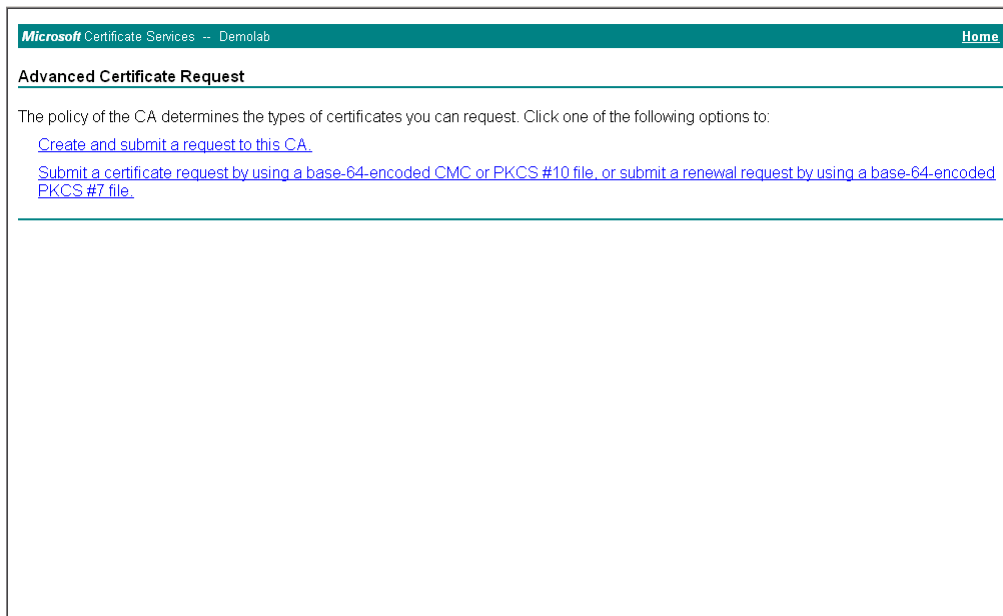 Microsoft Certificate Services -- Demolab Home
Advanced Certificate Request
The policy of the CA determines the types of certificates you can request. Click one of the following options to:
Create and submit a request to this CA.
Submit a certificate request by using a base-64-encoded CMC or PKCS #10 file, or submit a renewal request by using a base-64-encoded
PKCS #7 file.